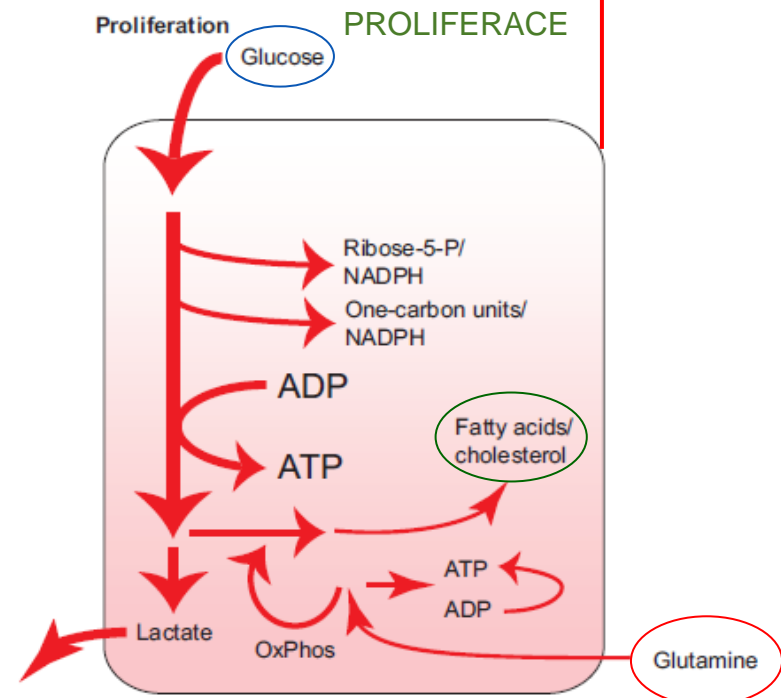 Proliferation
PROLIFERACE
Glucose
Ribose-5-P/
NADPH
One-carbon units/
NADPH
ADP
ATP
Fatty acids/
cholesterol
ATP
ADP
Lactate
OxPhos
Glutamine